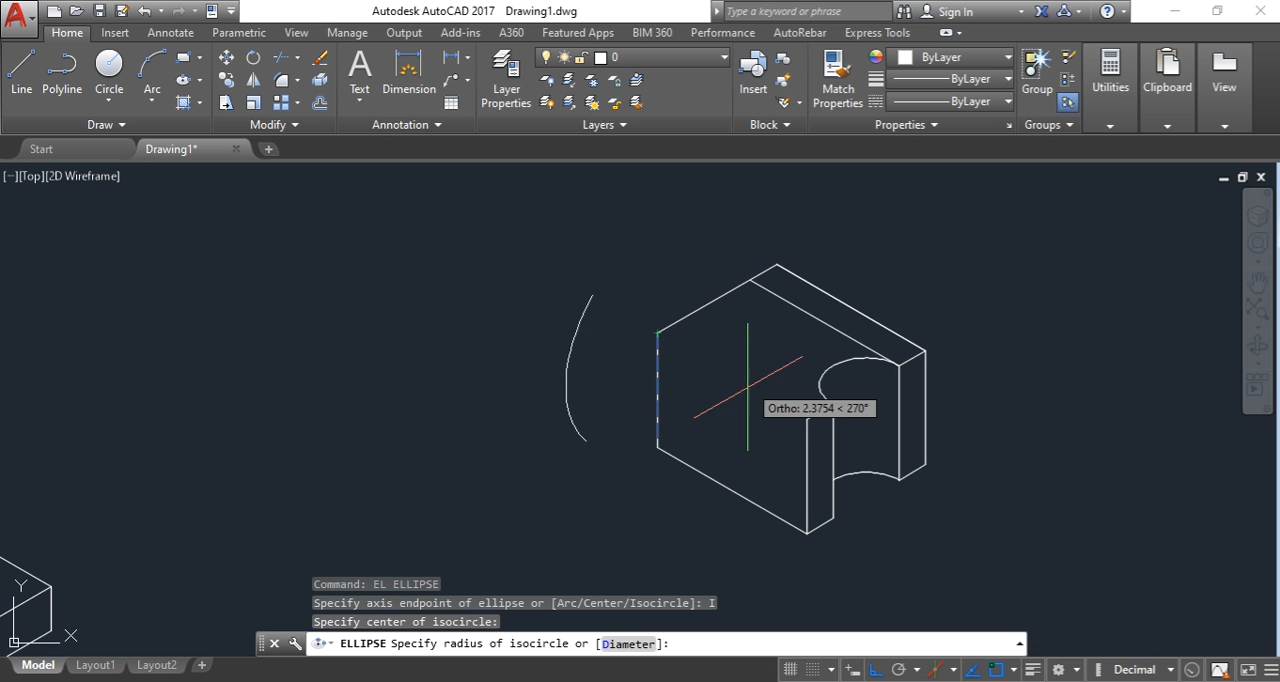 Autodesk AutoCAD 2017 Drawing1.dwg
Type a keyword or phrase
Sign In
Home Insert Annotate Parametric View Manage Output Add-ins A360 Featured Apps BIM 360 Performance AutoRebar Express Tools
Line Polyline Circle Arc Text Dimension Layer Properties 0 Insert Match Properties ByLayer ByLayer ByLayer Group Utilities Clipboard View
Draw Modify Annotation Layers Block Properties Groups
Start Drawing1*
[−][Top][2D Wireframe]
Ortho: 2.3754 < 270°
Y
X
Command: EL ELLIPSE
Specify axis endpoint of ellipse or [Arc/Center/Isocircle]: I
Specify center of isocircle:
ELLIPSE Specify radius of isocircle or [Diameter]:
Model Layout1 Layout2 Decimal